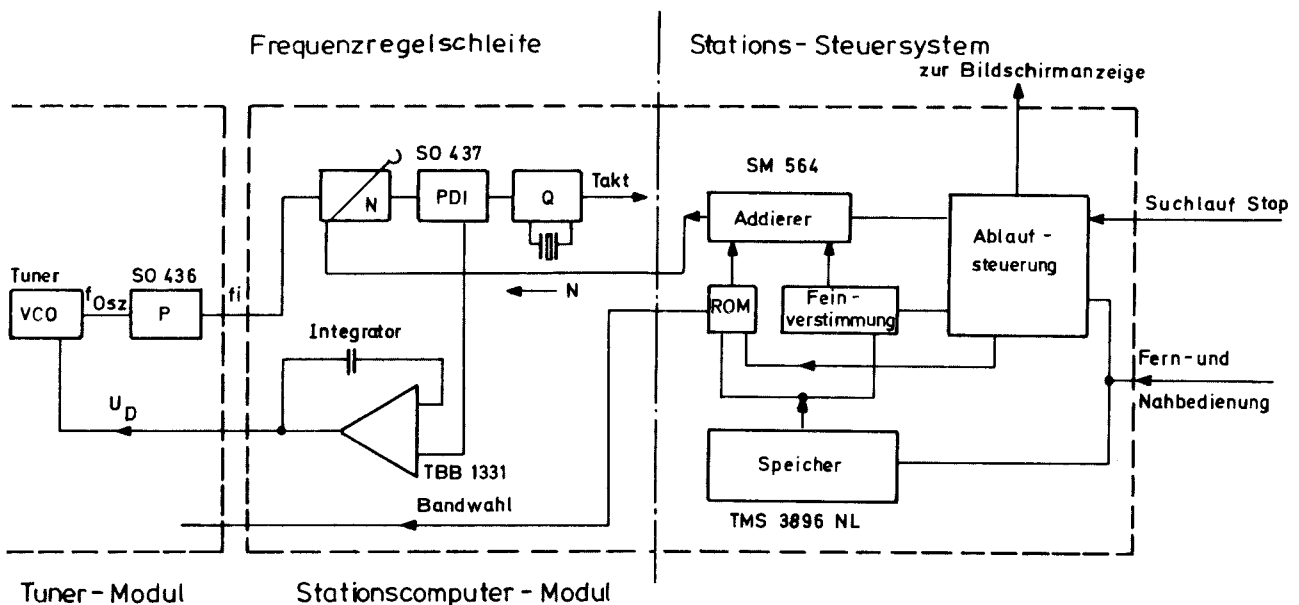 Frequenzregelschleife
Stations-Steuersystem
zur Bildschirmanzeige
SO 437
SM 564
N
PDI
Q
Takt
Addierer
Ablauf-
steuerung
Suchlauf Stop
Tuner
VCO
fOsz
SO 436
P
fi
N
ROM
Fein-
verstimmung
Integrator
Fern-und
Nahbedienung
UD
TBB 1331
Speicher
Bandwahl
TMS 3896 NL
Tuner-Modul
Stationscomputer-Modul